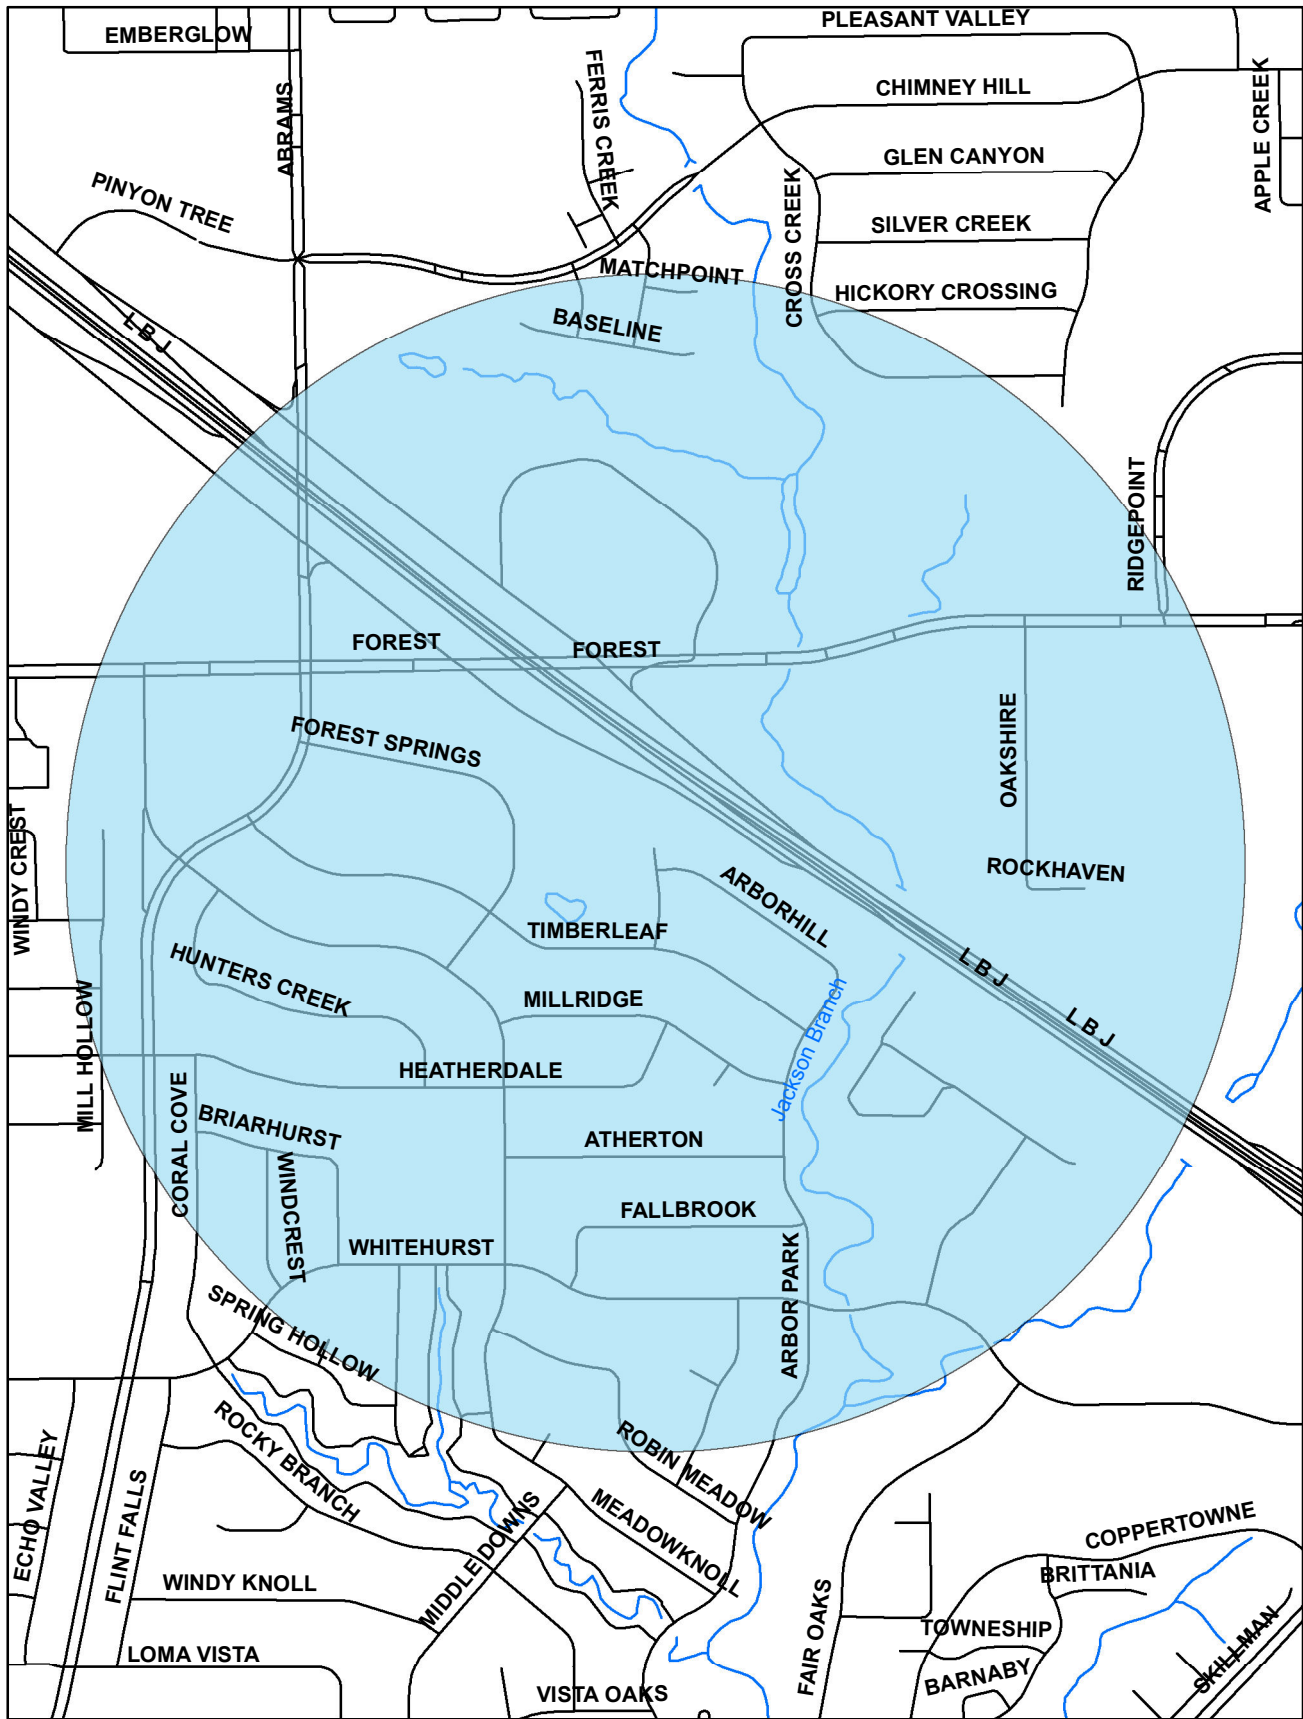 PLEASANT VALLEY
EMBERGLOW
FERRIS CREEK
ABRAMS
CHIMNEY HILL
APPLE CREEK
GLEN CANYON
PINYON TREE
CROSS CREEK
SILVER CREEK
MATCHPOINT
HICKORY CROSSING
BASELINE
L B J
RIDGEPOINT
FOREST
FOREST
FOREST SPRINGS
OAKSHIRE
WINDY CREST
ROCKHAVEN
ARBORHILL
TIMBERLEAF
HUNTERS CREEK
L B J
MILLRIDGE
L B J
MILL HOLLOW
Jackson Branch
HEATHERDALE
CORAL COVE
BRIARHURST
ATHERTON
WINDCREST
FALLBROOK
WHITEHURST
ARBOR PARK
SPRING HOLLOW
ROCKY BRANCH
ROBIN MEADOW
ECHO VALLEY
FLINT FALLS
MEADOWKNOLL
MIDDLE DOWNS
COPPERTOWNE
BRITTANIA
WINDY KNOLL
FAIR OAKS
TOWNESHIP
SKILLMAN
LOMA VISTA
BARNABY
VISTA OAKS